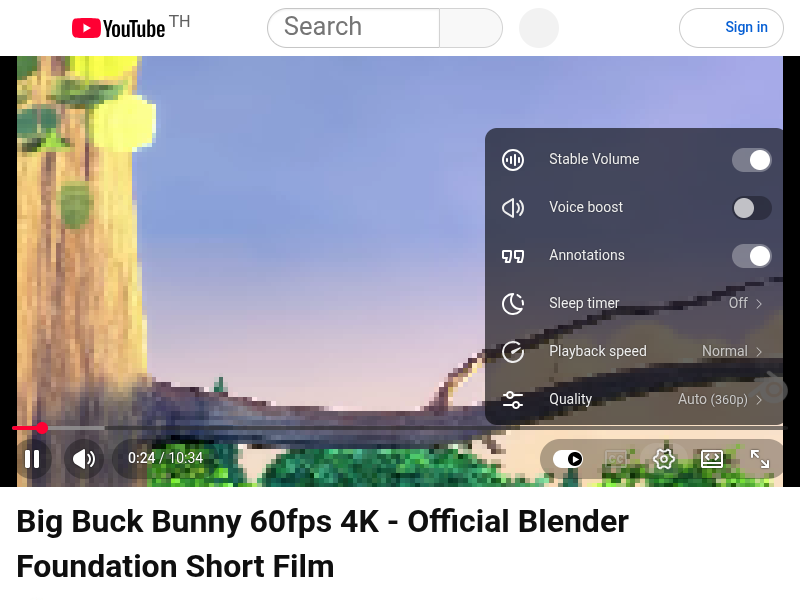 YouTube TH
Search
Sign in
Stable Volume
Voice boost
Annotations
Sleep timer Off
Playback speed Normal
Quality Auto (360p)
0:24 / 10:34
CC
Big Buck Bunny 60fps 4K - Official Blender
Foundation Short Film